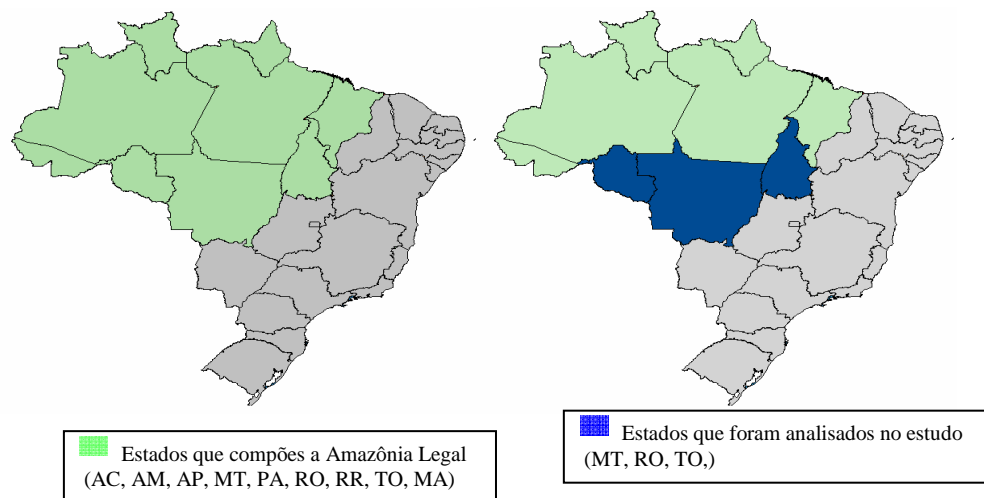 Estados que compões a Amazônia Legal
(AC, AM, AP, MT, PA, RO, RR, TO, MA)
Estados que foram analisados no estudo
(MT, RO, TO,)